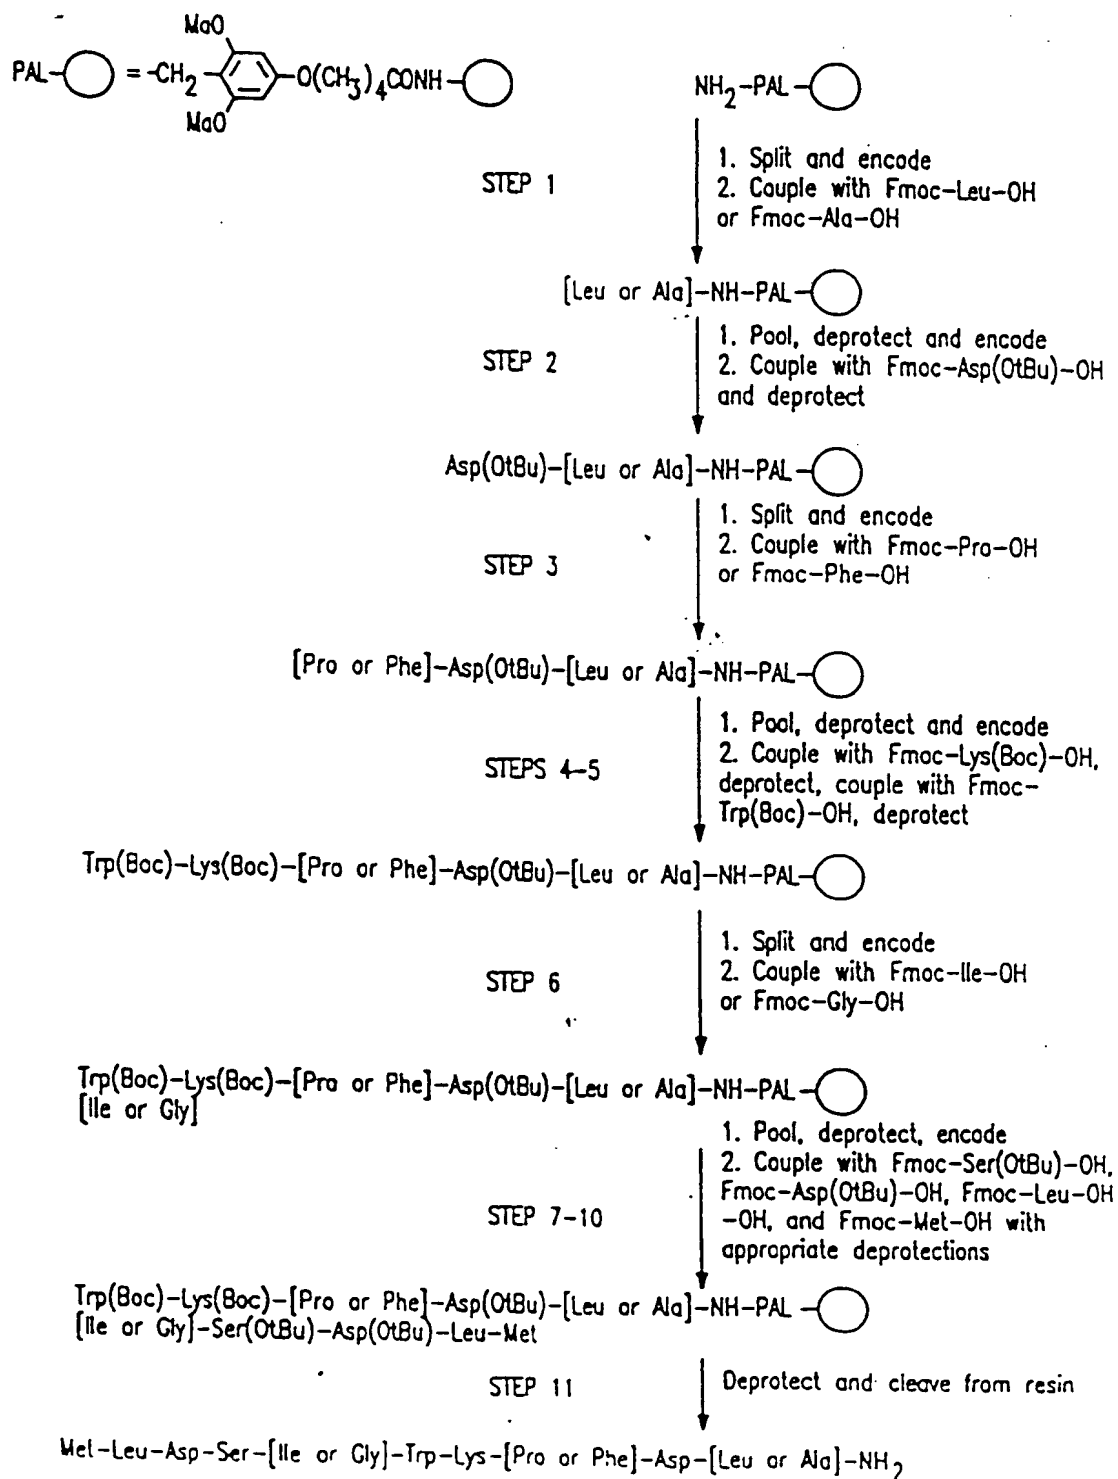 MaO
PAL- =-CH2- -O(CH3)4CONH-
MaO
NH2-PAL-
STEP 1
1. Split and encode
2. Couple with Fmoc-Leu-OH
or Fmoc-Ala-OH
[Leu or Ala]-NH-PAL-
STEP 2
1. Pool, deprotect and encode
2. Couple with Fmoc-Asp(OtBu)-OH
and deprotect
Asp(OtBu)-[Leu or Ala]-NH-PAL-
STEP 3
1. Split and encode
2. Couple with Fmoc-Pro-OH
or Fmoc-Phe-OH
[Pro or Phe]-Asp(OtBu)-[Leu or Ala]-NH-PAL-
STEPS 4-5
1. Pool, deprotect and encode
2. Couple with Fmoc-Lys(Boc)-OH,
deprotect, couple with Fmoc-
Trp(Boc)-OH, deprotect
Trp(Boc)-Lys(Boc)-[Pro or Phe]-Asp(OtBu)-[Leu or Ala]-NH-PAL-
STEP 6
1. Split and encode
2. Couple with Fmoc-Ile-OH
or Fmoc-Gly-OH
Trp(Boc)-Lys(Boc)-[Pro or Phe]-Asp(OtBu)-[Leu or Ala]-NH-PAL-
[Ile or Gly]
STEP 7-10
1. Pool, deprotect, encode
2. Couple with Fmoc-Ser(OtBu)-OH,
Fmoc-Asp(OtBu)-OH, Fmoc-Leu-OH
-OH, and Fmoc-Met-OH with
appropriate deprotections
Trp(Boc)-Lys(Boc)-[Pro or Phe]-Asp(OtBu)-[Leu or Ala]-NH-PAL-
[Ile or Gly]-Ser(OtBu)-Asp(OtBu)-Leu-Met
STEP 11
Deprotect and cleave from resin
Met-Leu-Asp-Ser-[Ile or Gly]-Trp-Lys-[Pro or Phe]-Asp-[Leu or Ala]-NH2